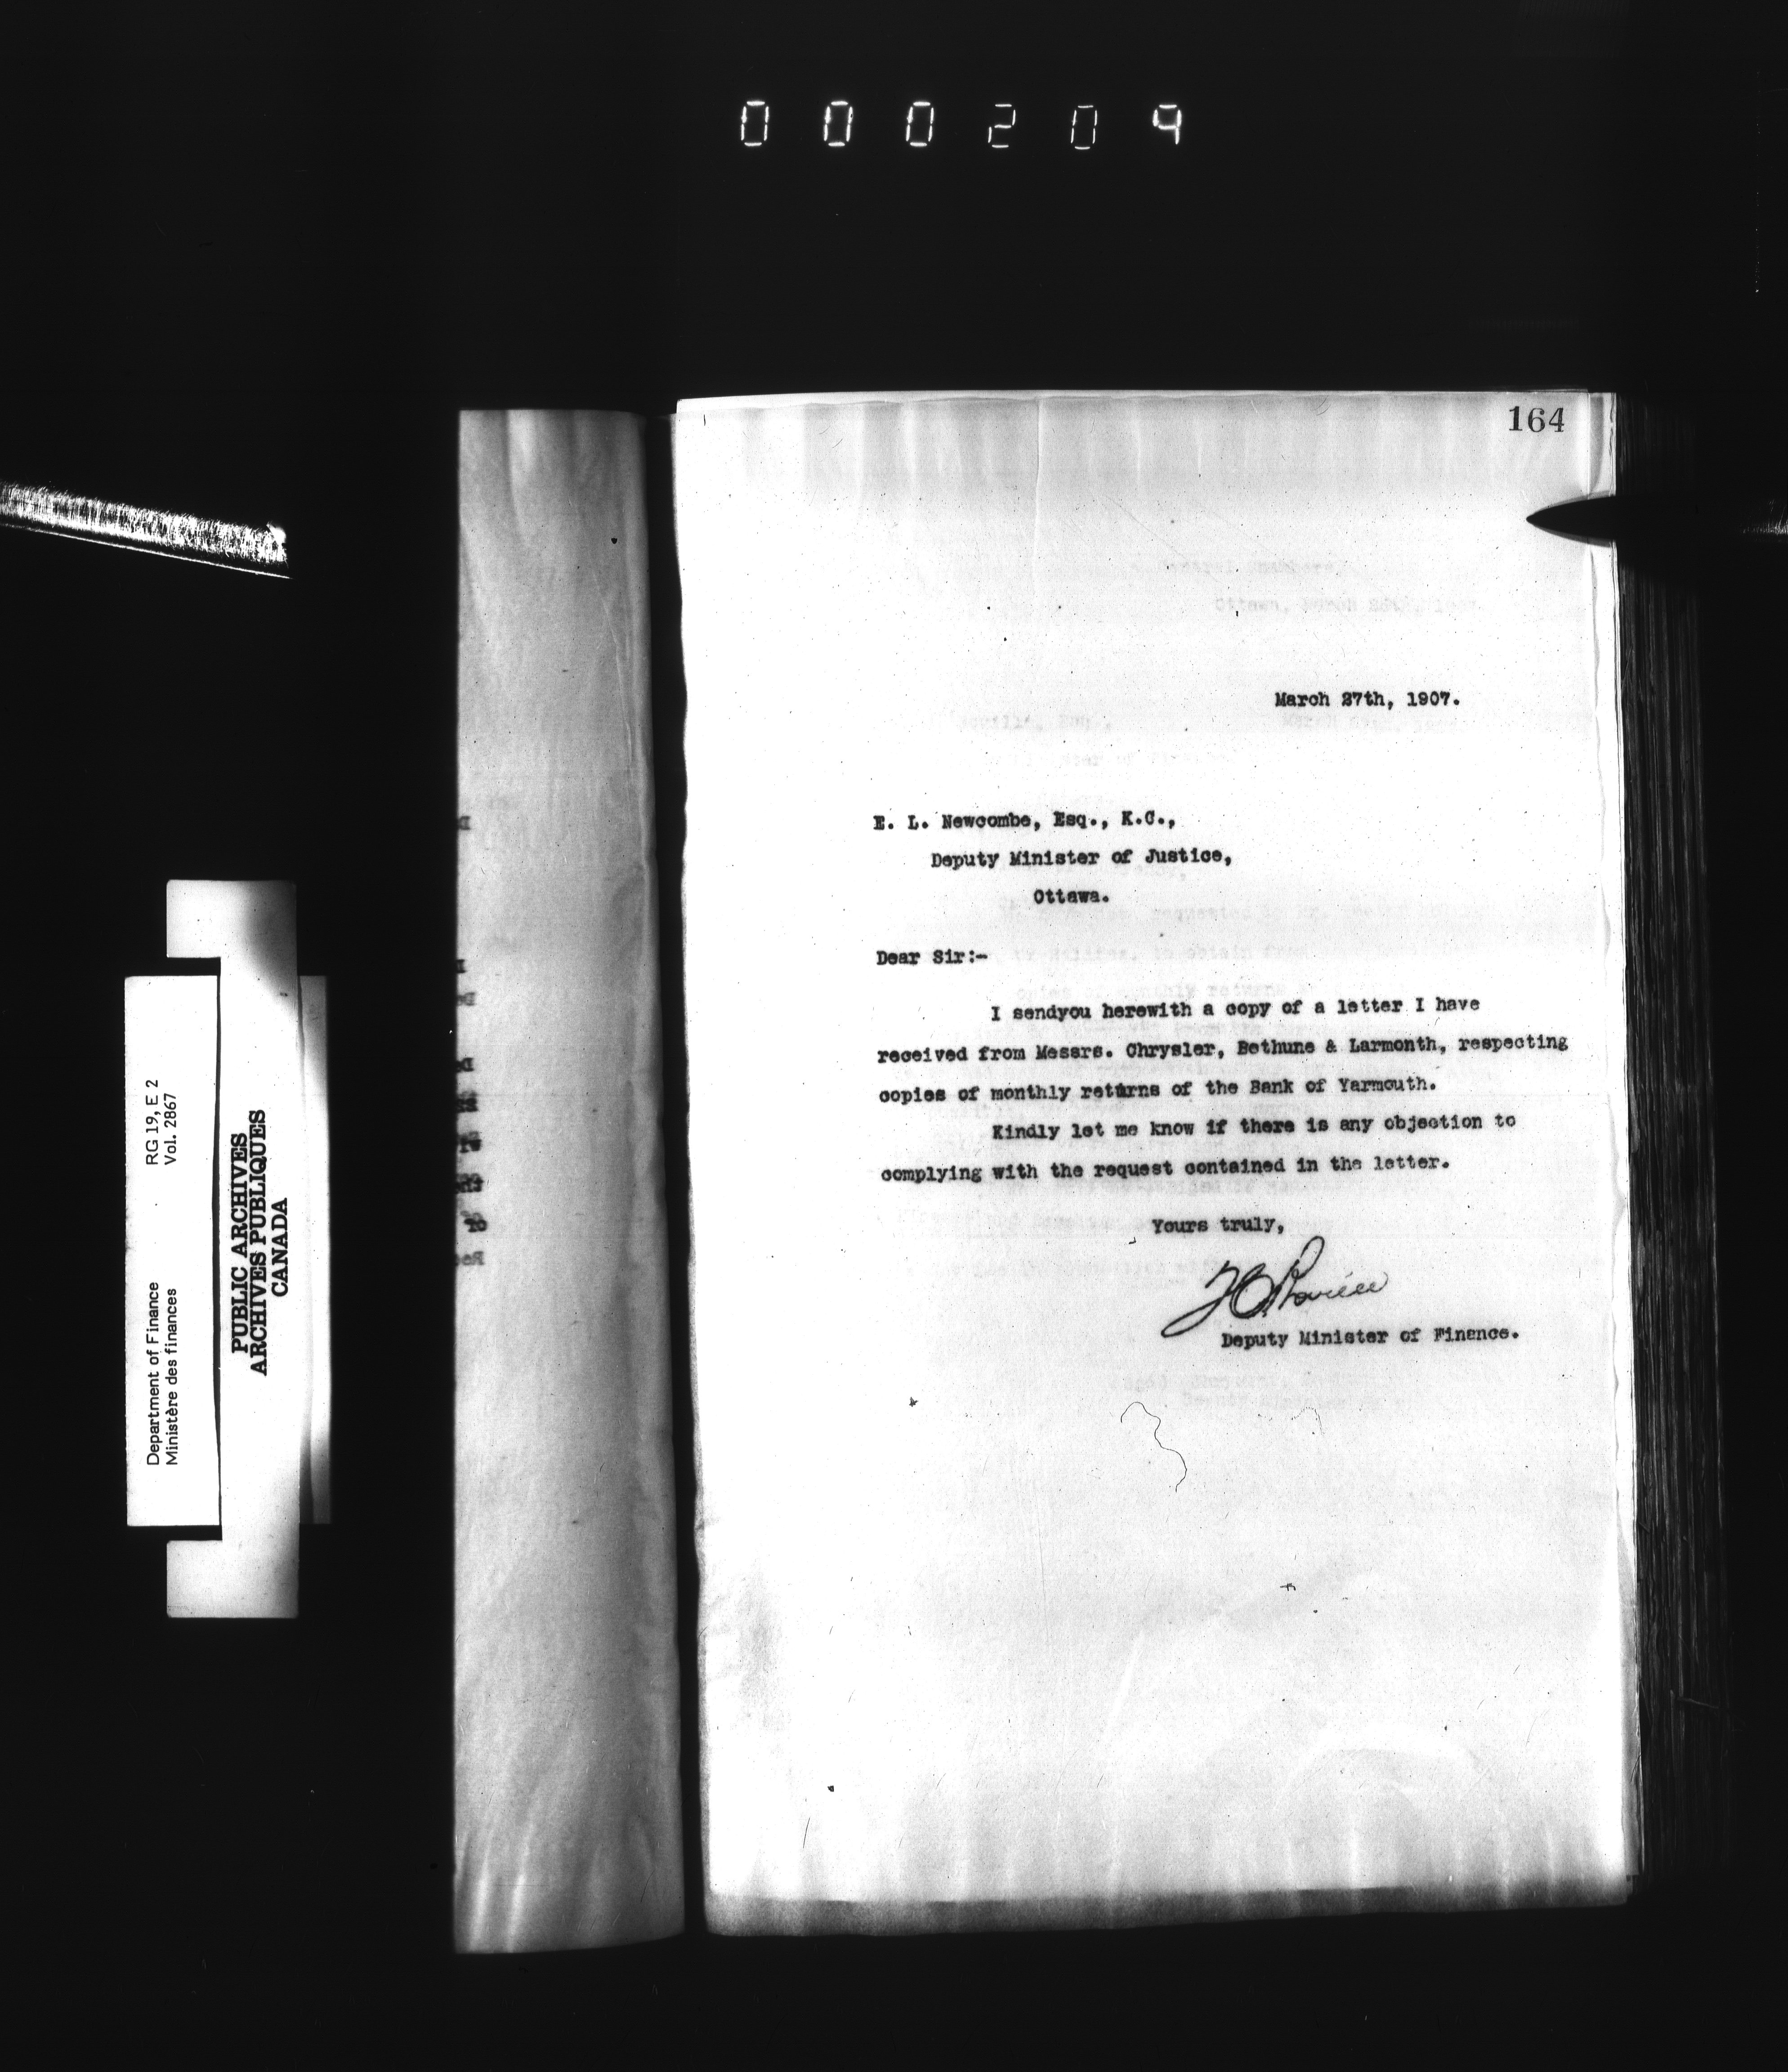 000209
164
March 27th, 1907.
E. L. Newcombe, Esq., K.C.,
Deputy Minister of Justice,
Ottawa.
Dear Sir:-
I sendyou herewith a copy of a letter I have
received from Messrs. Chrysler, Bethune & Larmonth, respecting
copies of monthly returns of the Bank of Yarmouth.
Kindly let me know if there is any objection to
complying with the request contained in the letter.
Yours truly,
Deputy Minister of Finance.
Department of Finance RG 19, E 2
Ministère des finances Vol. 2867
PUBLIC ARCHIVES
ARCHIVES PUBLIQUES
CANADA